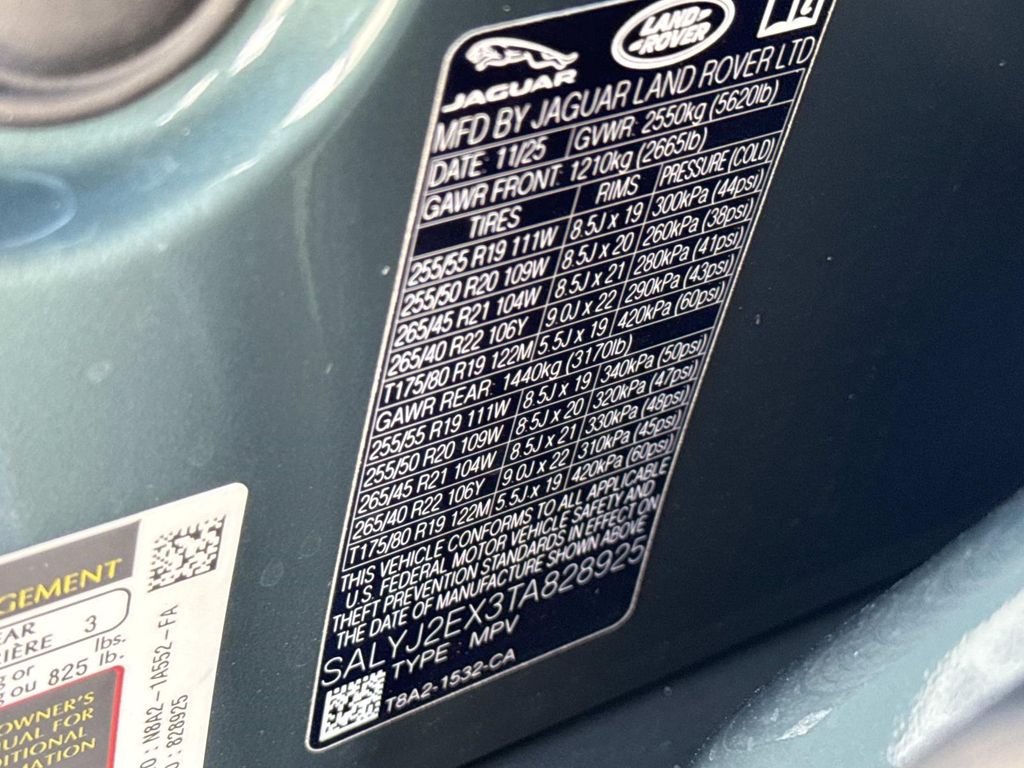 JAGUAR
LAND
ROVER
MFD BY JAGUAR LAND ROVER LTD
DATE: 11/25 GVWR: 2550kg (5620lb)
GAWR FRONT: 1210kg (2665lb)
TIRES RIMS PRESSURE (COLD)
255/55 R19 111W 8.5J x 19 300kPa (44psi)
255/50 R20 109W 8.5J x 20 260kPa (38psi)
265/45 R21 104W 8.5J x 21 280kPa (41psi)
265/40 R22 106Y 9.0J x 22 290kPa (43psi)
T175/80 R19 122M 5.5J x 19 420kPa (60psi)
GAWR REAR: 1440kg (3170lb)
255/55 R19 111W 8.5J x 19 340kPa (50psi)
255/50 R20 109W 8.5J x 20 320kPa (47psi)
265/45 R21 104W 8.5J x 21 330kPa (48psi)
265/40 R22 106Y 9.0J x 22 310kPa (45psi)
T175/80 R19 122M 5.5J x 19 420kPa (60psi)
THIS VEHICLE CONFORMS TO ALL APPLICABLE
U.S. FEDERAL MOTOR VEHICLE SAFETY AND
THEFT PREVENTION STANDARDS IN EFFECT ON
THE DATE OF MANUFACTURE SHOWN ABOVE
SALYJ2EX3TA828925
TYPE: MPV
T8A2-1532-CA
GEMENT
EAR 3
IÈRE
or lbs.
ou 825 lb.
OWNER'S
UAL FOR
DITIONAL
MATION
: N8A2-1A552-FA
: 828925